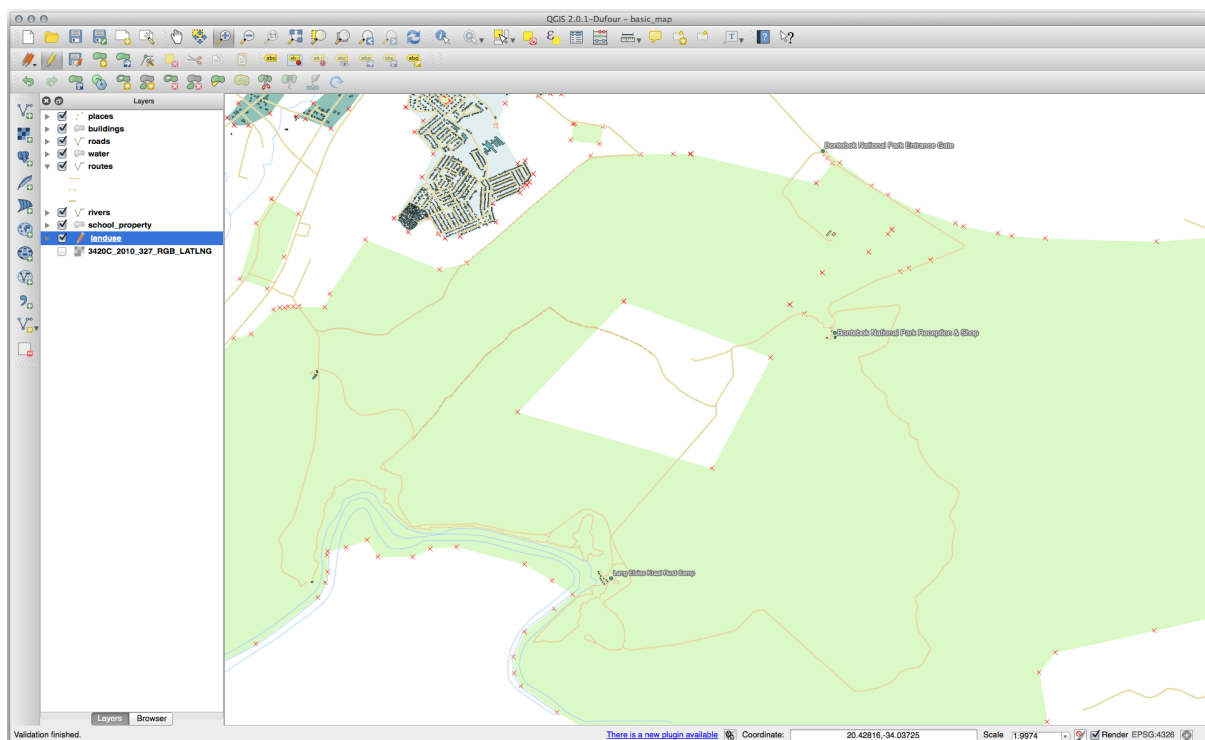 QGIS 2.0.1-Dufour - basic_map
Layers
places
buildings
roads
water
routes
rivers
school_property
landuse
3420C_2010_327_RGB_LATLNG
Bontebok National Park Entrance Gate
Bontebok National Park Reception & Shop
Lang Elsies Kraal Rest Camp
Layers Browser
Validation finished. There is a new plugin available Coordinate: 20.42816,-34.03725 Scale 1:9974 Render EPSG:4326